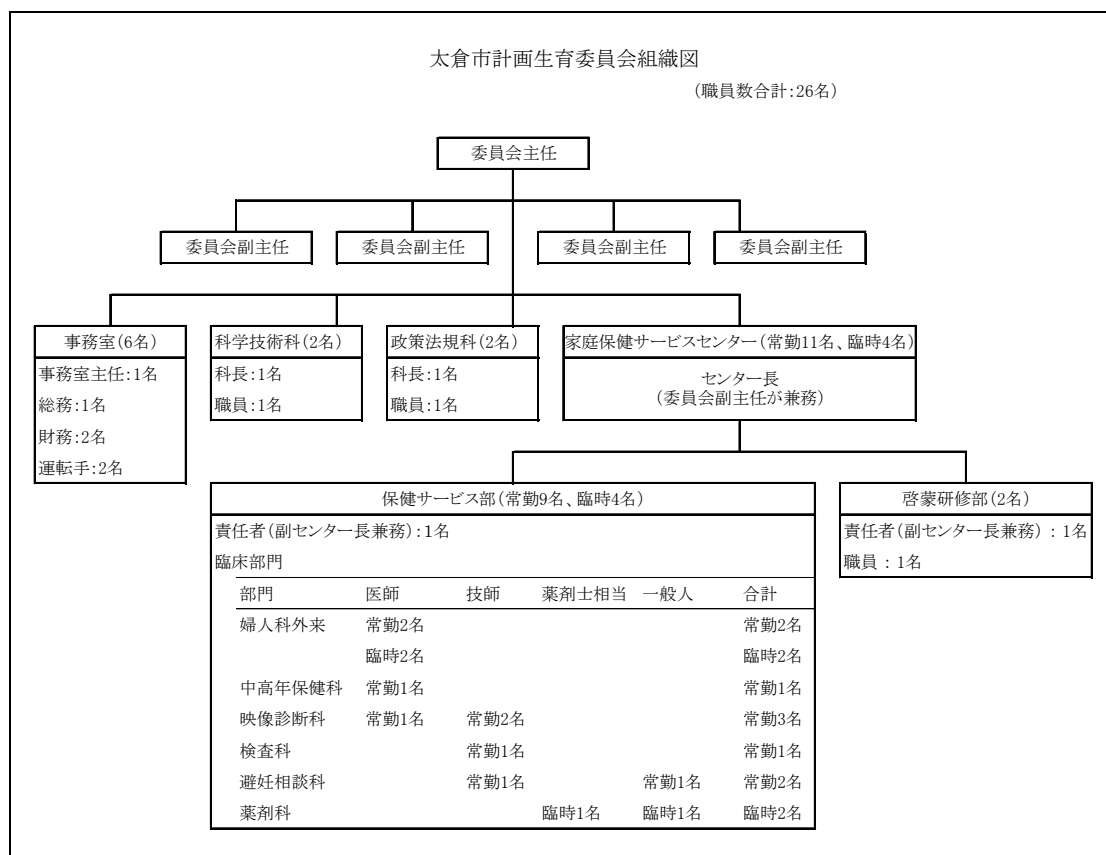 太倉市計画生育委員会組織図
(職員数合計:26名)
委員会主任
委員会副主任 委員会副主任 委員会副主任 委員会副主任
事務室(6名)
事務室主任:1名
総務:1名
財務:2名
運転手:2名
科学技術科(2名)
科長:1名
職員:1名
政策法規科(2名)
科長:1名
職員:1名
家庭保健サービスセンター(常勤11名、臨時4名)
センター長
(委員会副主任が兼務)
保健サービス部(常勤9名、臨時4名)
責任者(副センター長兼務):1名
臨床部門
部門 医師 技師 薬剤士相当 一般人 合計
婦人科外来 常勤2名 常勤2名
臨時2名 臨時2名
中高年保健科 常勤1名 常勤1名
映像診断科 常勤1名 常勤2名 常勤3名
検査科 常勤1名 常勤1名
避妊相談科 常勤1名 常勤1名 常勤2名
薬剤科 臨時1名 臨時1名 臨時2名
啓蒙研修部(2名)
責任者(副センター長兼務) : 1名
職員 : 1名